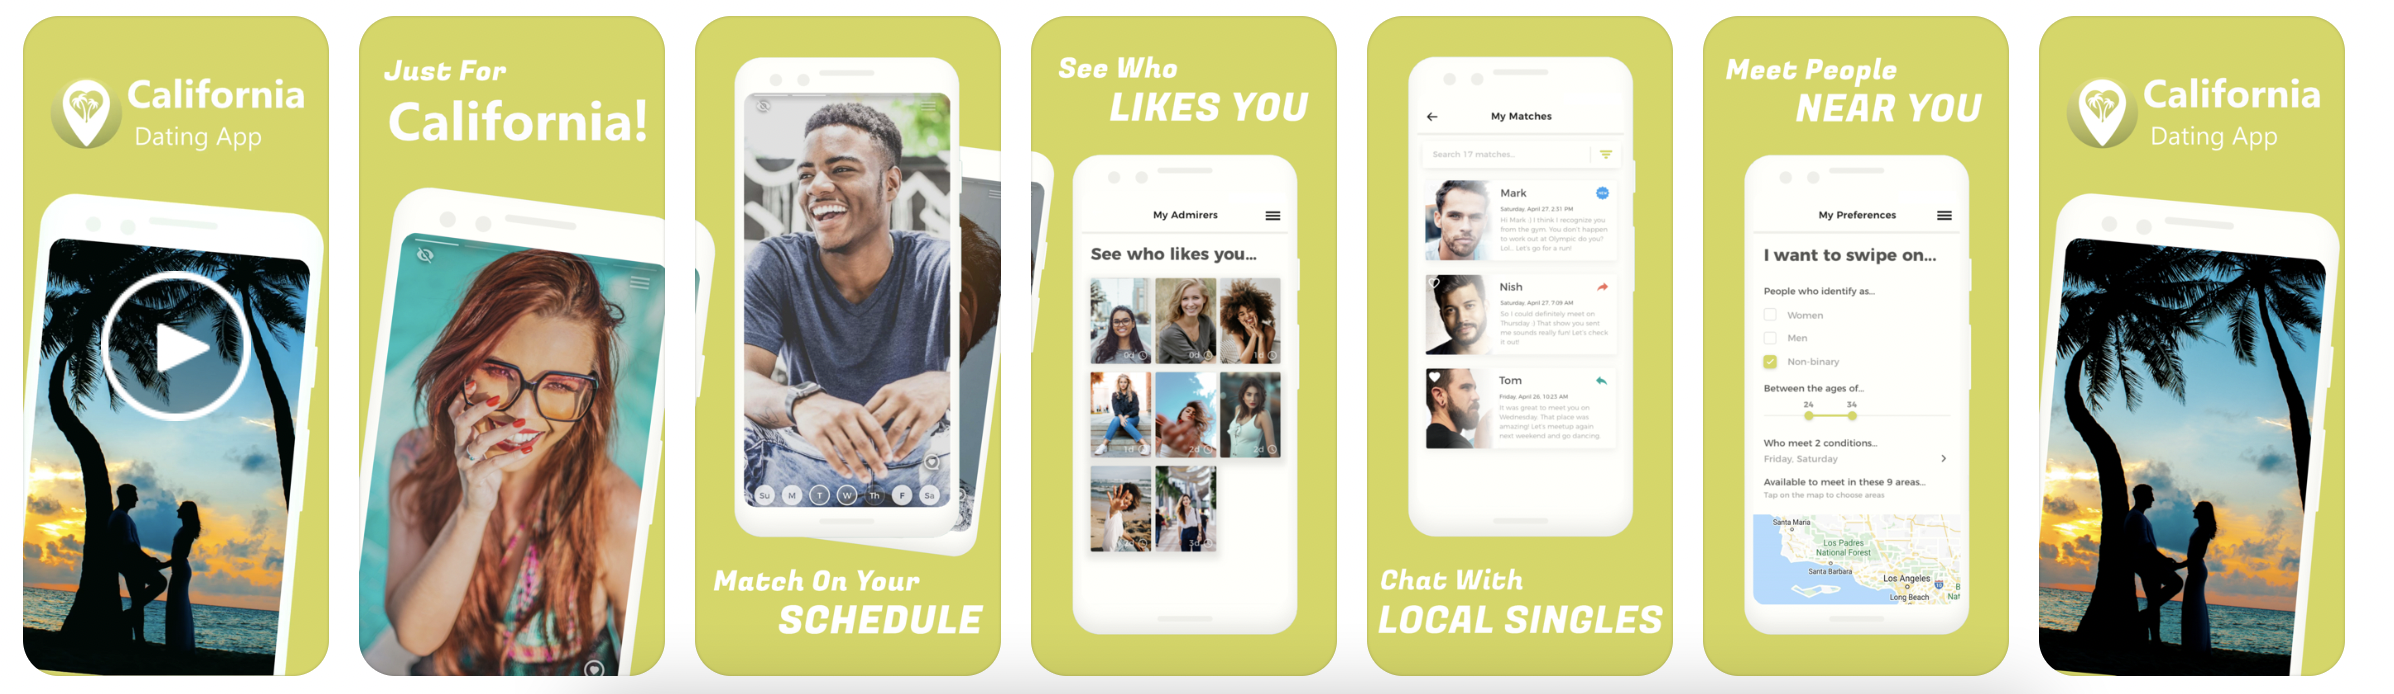 California
Dating App
Just For
California!
Su M T W Th F Sa
Match On Your
SCHEDULE
See Who
LIKES YOU
My Admirers
See who likes you...
0d
0d
1d
1d
2d
2d
3d
My Matches
Search 17 matches..
Mark
NEW
Saturday, April 27, 2:31 PM
Hi Mark :) I think I recognize you
from the gym. You don't happen
to work out at Olympic do you?
Lol... Let's go for a run!
Nish
Saturday, April 27, 7:09 AM
So I could definitely meet on
Thursday :) That show you sent
me sounds really fun! Let's check
it out!
Tom
Friday, April 26, 10:23 AM
It was great to meet you on
Wednesday. That place was
amazing! Let's meetup again
next weekend and go dancing.
Chat With
LOCAL SINGLES
Meet People
NEAR YOU
My Preferences
I want to swipe on...
People who identify as...
Women
Men
Non-binary
Between the ages of...
24 34
Who meet 2 conditions...
Friday, Saturday
Available to meet in these 9 areas...
Tap on the map to choose areas
Santa Maria
Los Padres
National Forest
Santa Barbara
Los Angeles
Long Beach
B
Nat
California
Dating App